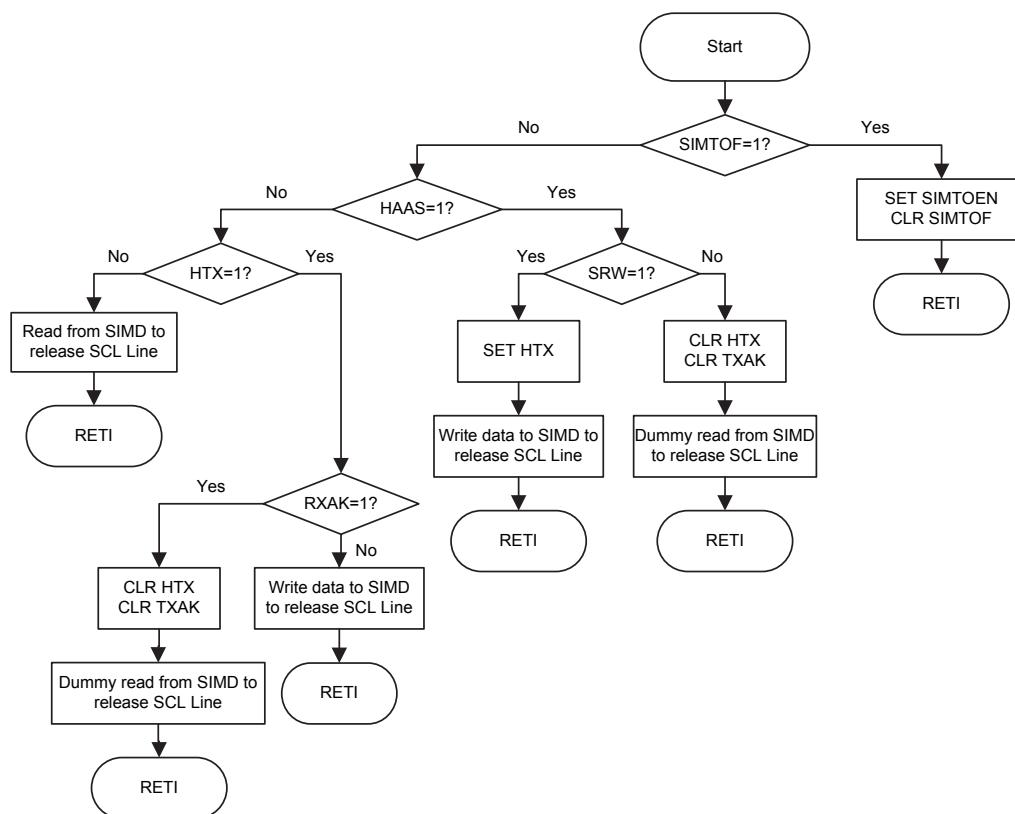 Start
SIMTOF=1?
No
Yes
SET SIMTOEN
CLR SIMTOF
RETI
HAAS=1?
No
Yes
HTX=1?
No
Yes
SRW=1?
Yes
No
Read from SIMD to
release SCL Line
RETI
SET HTX
CLR HTX
CLR TXAK
Write data to SIMD to
release SCL Line
Dummy read from SIMD
to release SCL Line
RETI
RETI
RXAK=1?
Yes
No
CLR HTX
CLR TXAK
Write data to SIMD
to release SCL Line
Dummy read from SIMD to
release SCL Line
RETI
RETI